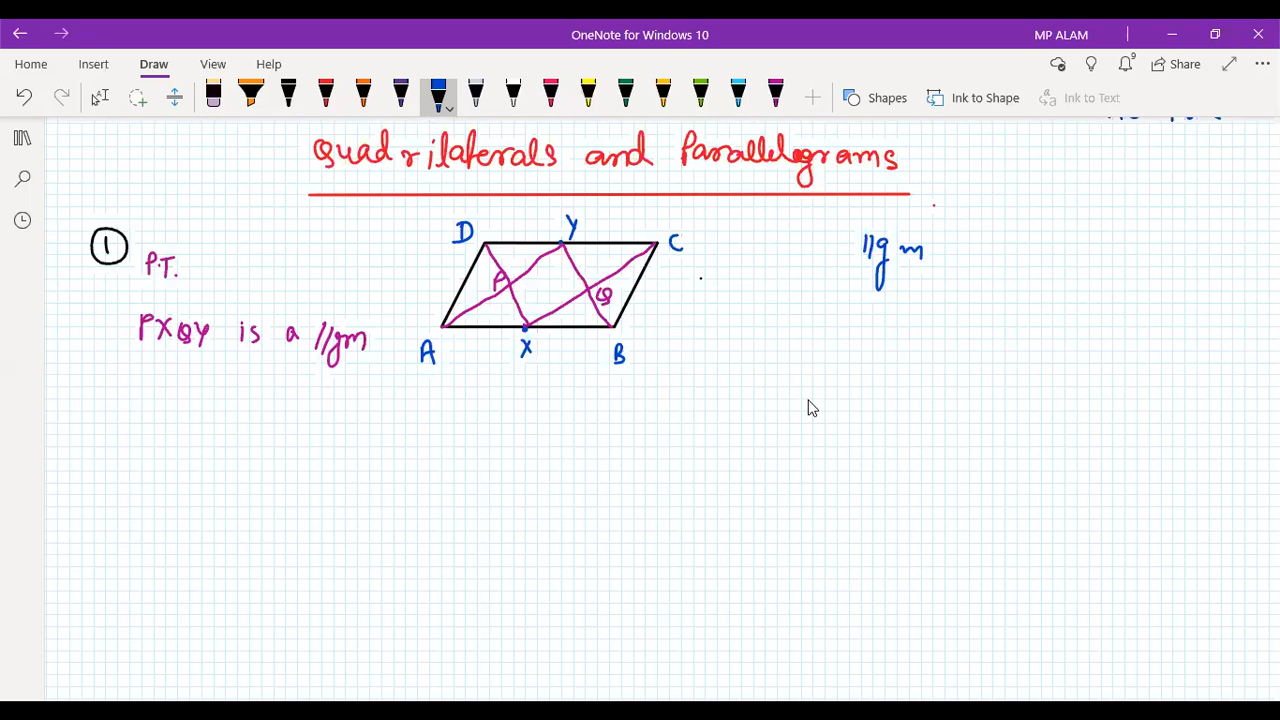 OneNote for Windows 10
MP ALAM
Home Insert Draw View Help
Share
Shapes
Ink to Shape
Ink to Text
Quadrilaterals and Parallelograms
1
P.T.
PXQY is a //gm
D Y C
P Q
A X B
//gm